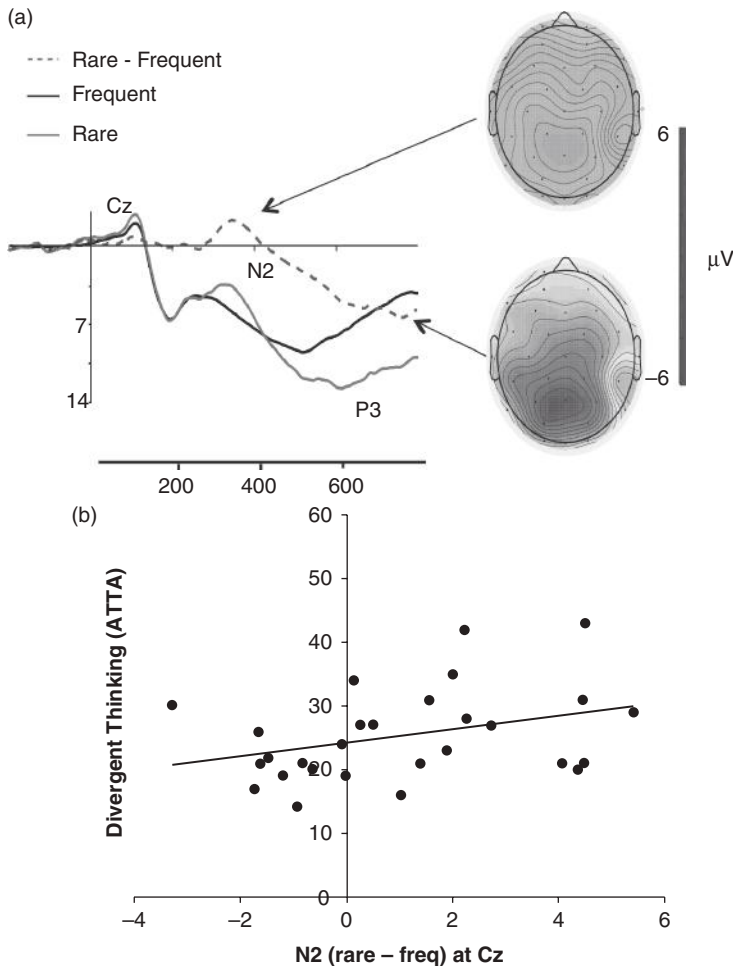 (a)
Rare - Frequent
Frequent
Rare
6
Cz
N2
μV
7
–6
14
P3
200 400 600
(b)
60
50
40
30
20
10
0
Divergent Thinking (ATTA)
–4 –2 0 2 4 6
N2 (rare – freq) at Cz